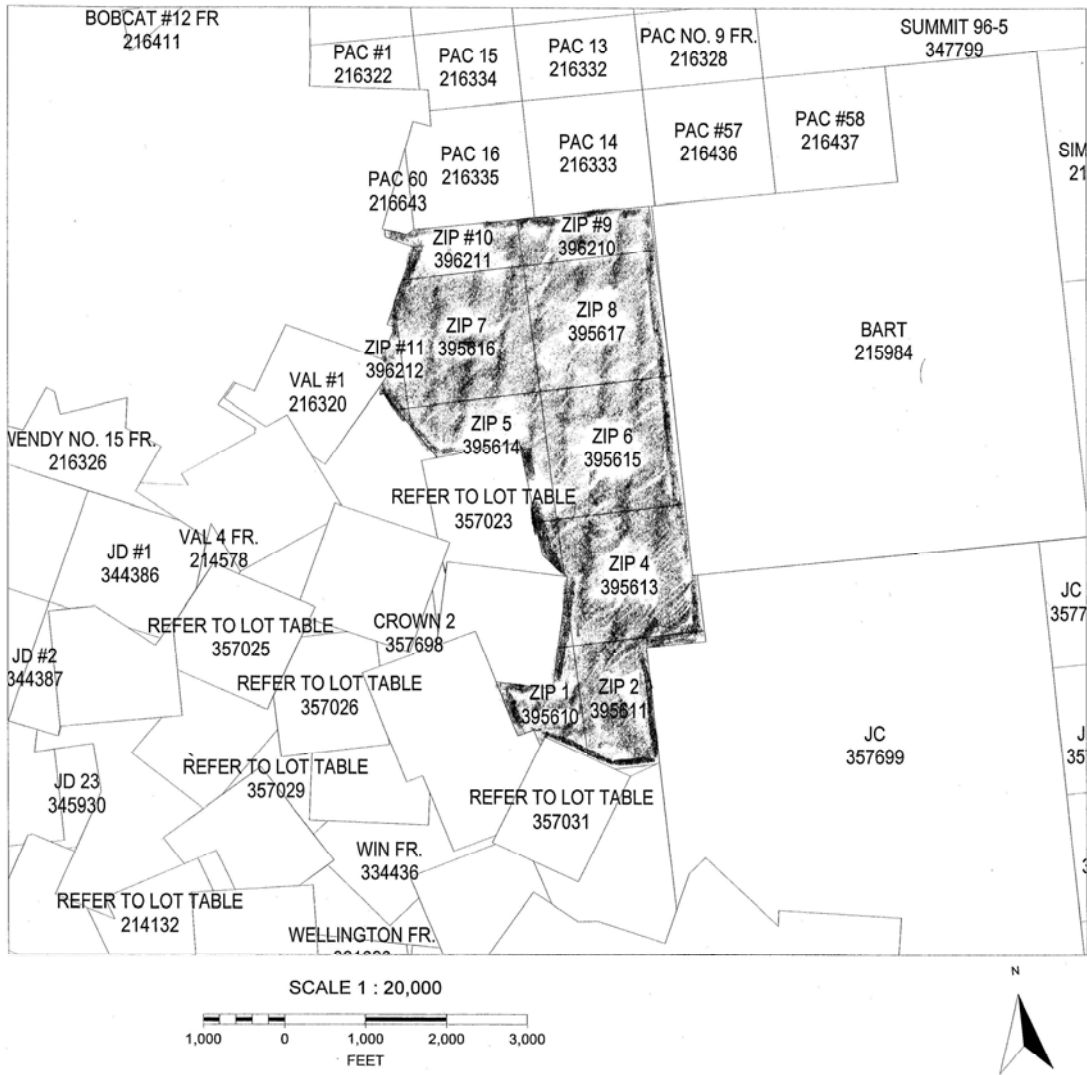 BOBCAT #12 FR
216411
PAC #1
216322
PAC 15
216334
PAC 13
216332
PAC NO. 9 FR.
216328
SUMMIT 96-5
347799
PAC 16
216335
PAC 14
216333
PAC #57
216436
PAC #58
216437
SIM
21
PAC 60
216643
ZIP #10
396211
ZIP #9
396210
ZIP 7
395616
ZIP 8
395617
ZIP #11
396212
BART
215984
VAL #1
216320
ZIP 5
395614
ZIP 6
395615
WENDY NO. 15 FR.
216326
REFER TO LOT TABLE
357023
VAL 4 FR.
214578
JD #1
344386
ZIP 4
395613
JC
3577
REFER TO LOT TABLE
357025
CROWN 2
357698
JD #2
344387
REFER TO LOT TABLE
357026
ZIP 1
395610
ZIP 2
395611
JC
357699
J
35
REFER TO LOT TABLE
357029
JD 23
345930
REFER TO LOT TABLE
357031
WIN FR.
334436
3
REFER TO LOT TABLE
214132
WELLINGTON FR.
SCALE 1 : 20,000
1,000 0 1,000 2,000 3,000
FEET
N